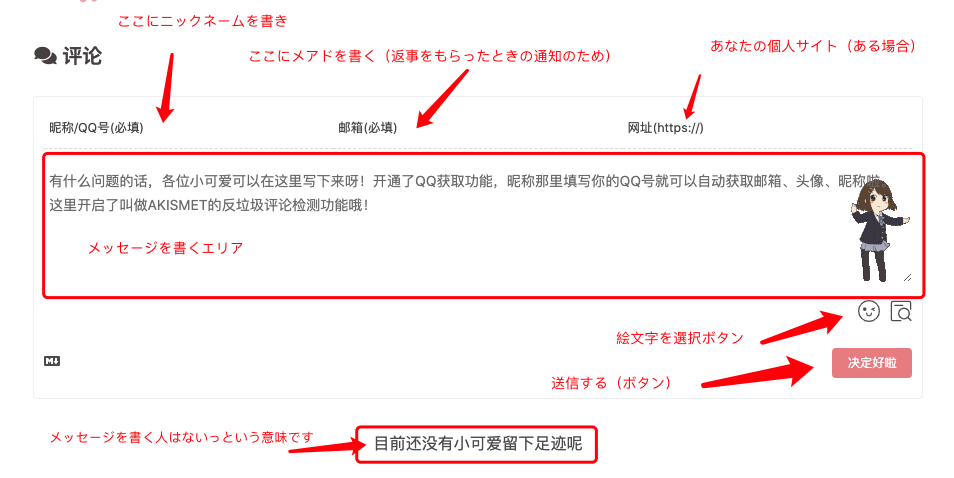 ここにニックネームを書き
评论
ここにメアドを書く（返事をもらったときの通知のため）
あなたの個人サイト（ある場合）
昵称/QQ号(必填)
邮箱(必填)
网址(https://)
有什么问题的话，各位小可爱可以在这里写下来呀！开通了QQ获取功能，昵称那里填写你的QQ号就可以自动获取邮箱、头像、昵称啦
这里开启了叫做AKISMET的反垃圾评论检测功能哦！
メッセージを書くエリア
絵文字を選択ボタン
M↓
决定好啦
送信する（ボタン）
メッセージを書く人はないっという意味です
目前还没有小可爱留下足迹呢